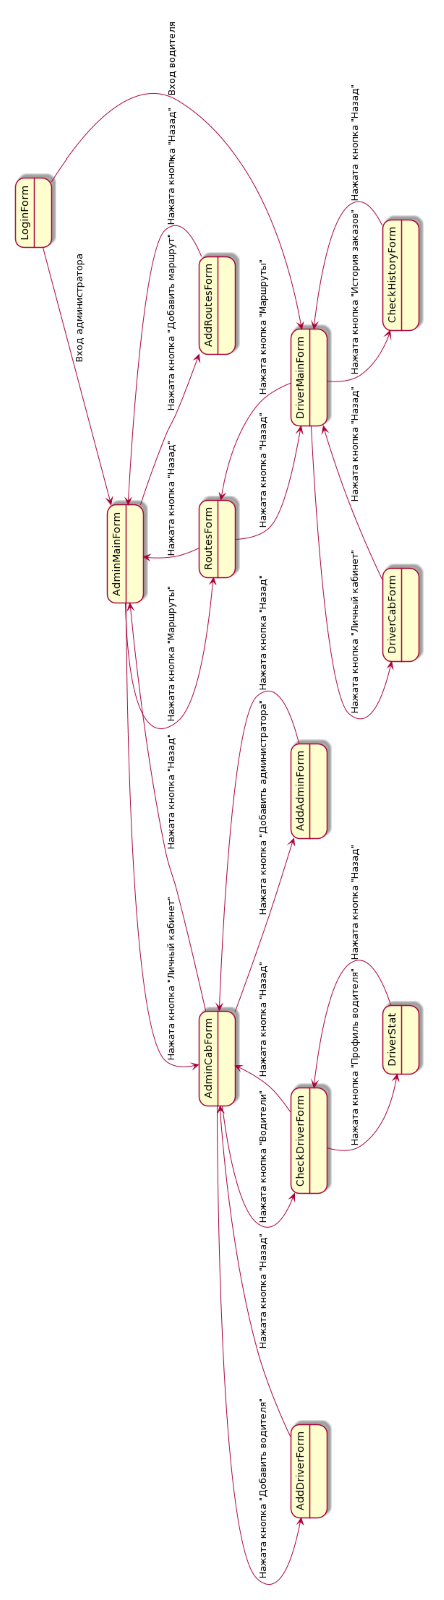 LoginForm
Вход администратора
AdminMainForm
Нажата кнопка "Личный кабинет"
Нажата кнопка "Назад"
Нажата кнопка "Маршруты"
Нажата кнопка "Назад"
Нажата кнопка "Добавить маршрут"
Нажата кнопка "Назад"
Вход водителя
AdminCabForm
RoutesForm
AddRoutesForm
Нажата кнопка "Добавить водителя"
Нажата кнопка "Назад"
Нажата кнопка "Водители"
Нажата кнопка "Назад"
Нажата кнопка "Добавить администратора"
Нажата кнопка "Назад"
Нажата кнопка "Назад"
Нажата кнопка "Маршруты"
AddDriverForm
CheckDriverForm
AddAdminForm
DriverMainForm
Нажата кнопка "Профиль водителя"
Нажата кнопка "Назад"
Нажата кнопка "Личный кабинет"
Нажата кнопка "Назад"
Нажата кнопка "История заказов"
Нажата кнопка "Назад"
DriverStat
DriverCabForm
CheckHistoryForm